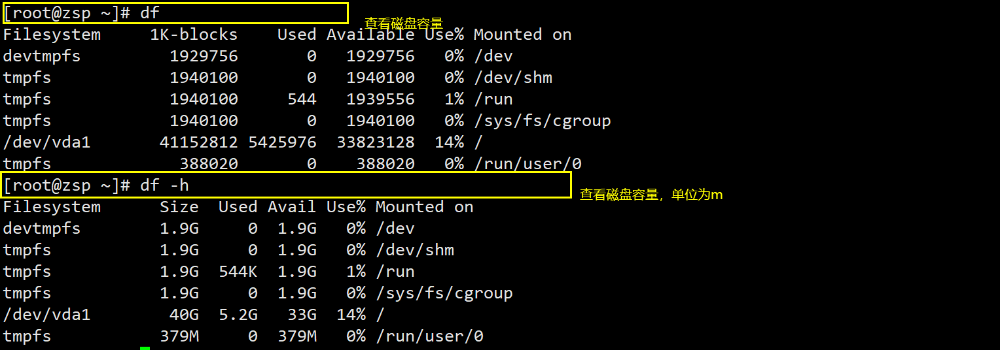 [root@zsp ~]# df
查看磁盘容量
Filesystem     1K-blocks    Used Available Use% Mounted on
devtmpfs         1929756       0   1929756   0% /dev
tmpfs            1940100       0   1940100   0% /dev/shm
tmpfs            1940100     544   1939556   1% /run
tmpfs            1940100       0   1940100   0% /sys/fs/cgroup
/dev/vda1       41152812 5425976  33823128  14% /
tmpfs             388020       0    388020   0% /run/user/0
[root@zsp ~]# df -h
查看磁盘容量，单位为m
Filesystem      Size  Used Avail Use% Mounted on
devtmpfs        1.9G     0  1.9G   0% /dev
tmpfs           1.9G     0  1.9G   0% /dev/shm
tmpfs           1.9G  544K  1.9G   1% /run
tmpfs           1.9G     0  1.9G   0% /sys/fs/cgroup
/dev/vda1        40G  5.2G   33G  14% /
tmpfs           379M     0  379M   0% /run/user/0